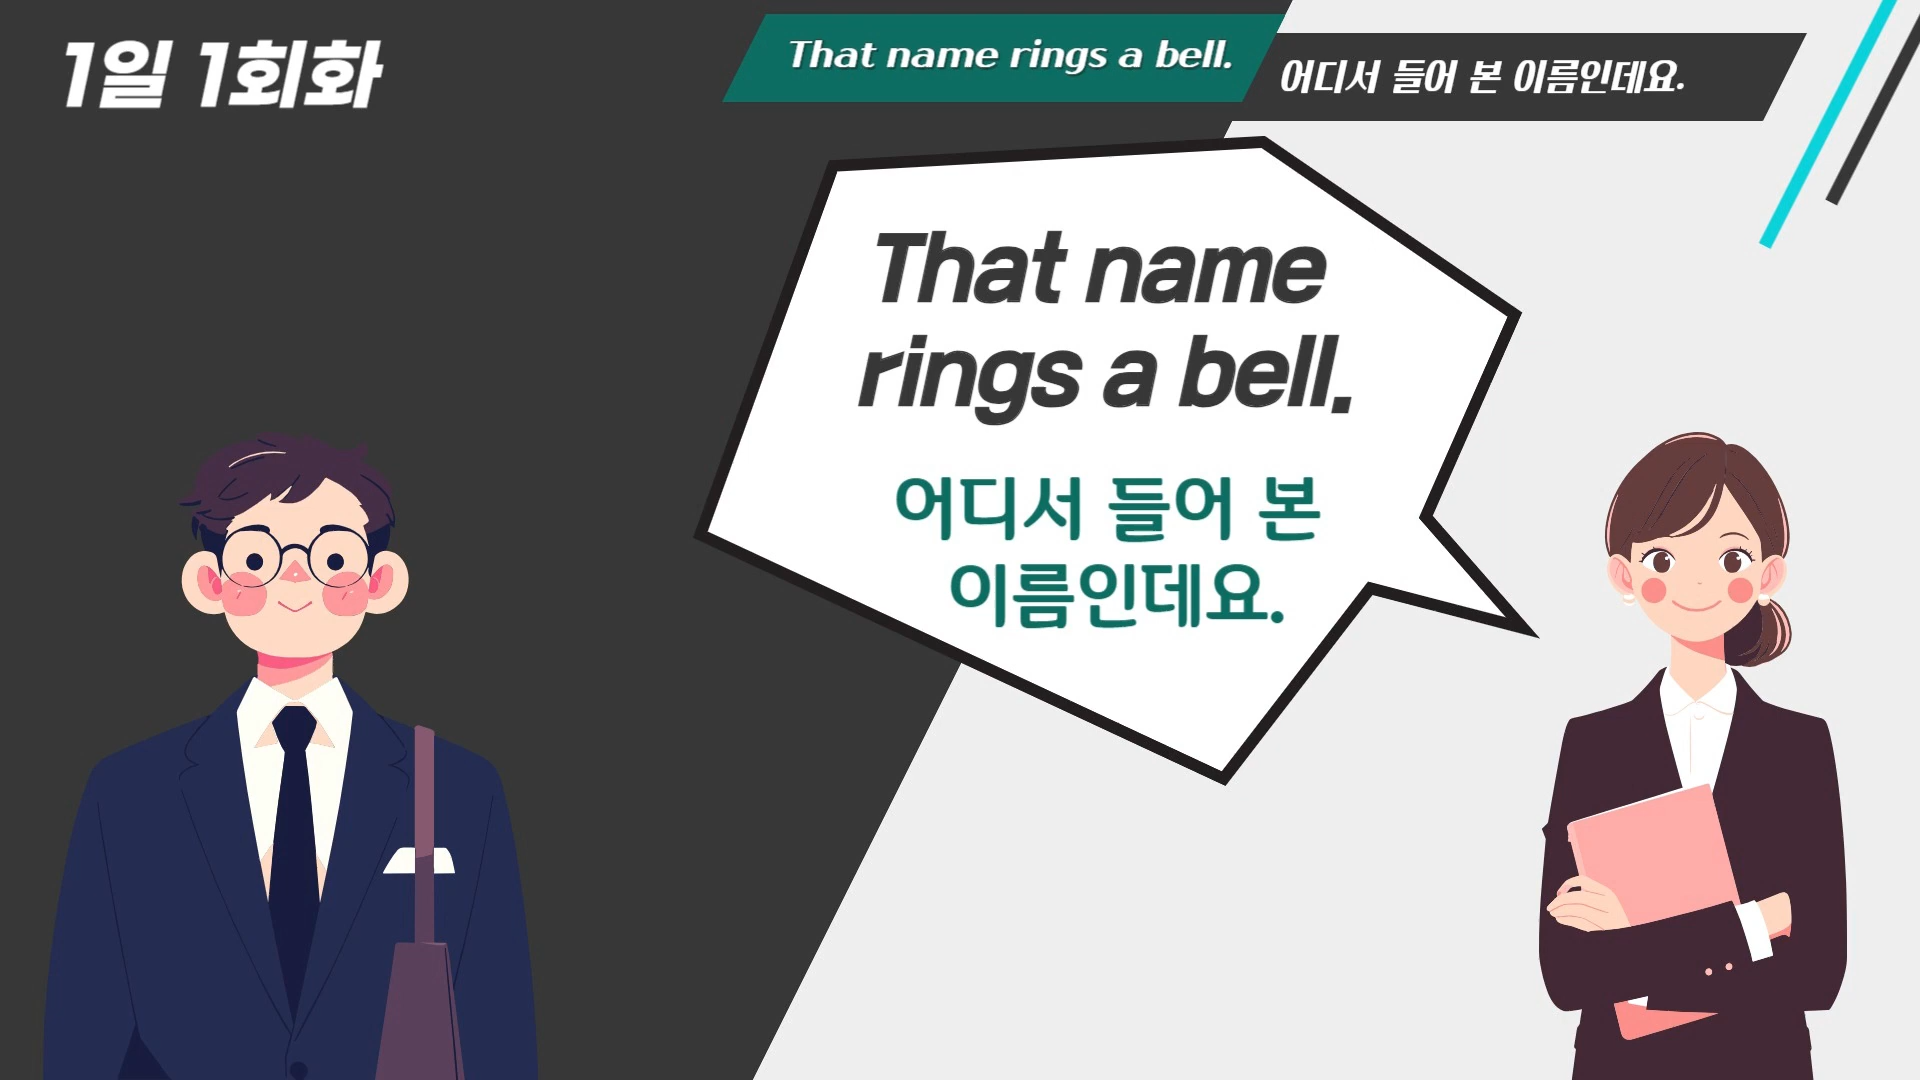 1일 1회화
That name rings a bell.
어디서 들어 본 이름인데요.
That name
rings a bell.
어디서 들어 본
이름인데요.